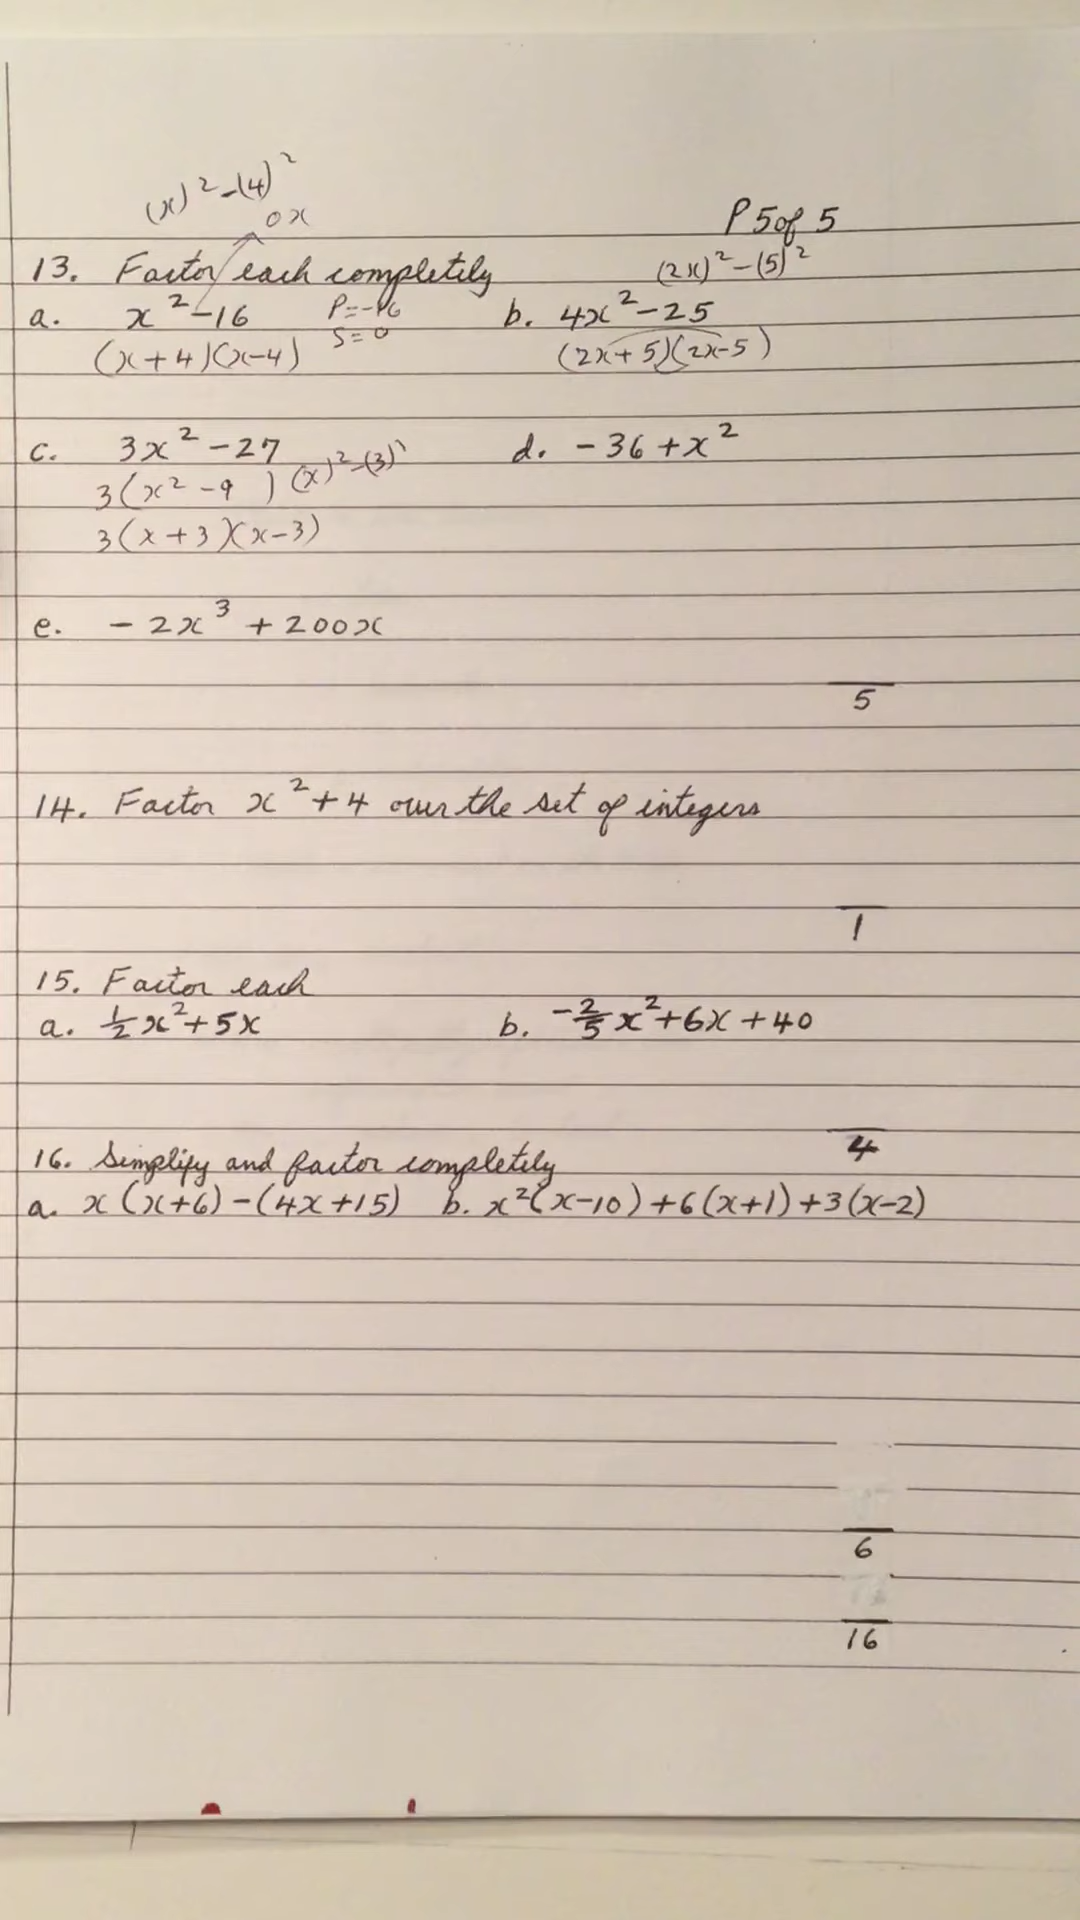 (x)² -(4)²
0x
P 5 of 5
13. Factor each completely
(2x)² - (5)²
a. x² - 16 P = -16 b. 4x² - 25
S = 0
(x + 4)(x - 4) (2x + 5)(2x - 5)
c. 3x² - 27 d. - 36 + x²
3(x² - 9 ) (x)² - (3)²
3(x + 3)(x - 3)
e. - 2x³ + 200x
5
14. Factor x² + 4 over the set of integers
1
15. Factor each
a. ½x² + 5x b. -⅖x² + 6x + 40
4
16. Simplify and factor completely
a. x(x+6) - (4x+15) b. x²(x-10) + 6(x+1) + 3(x-2)
6
16